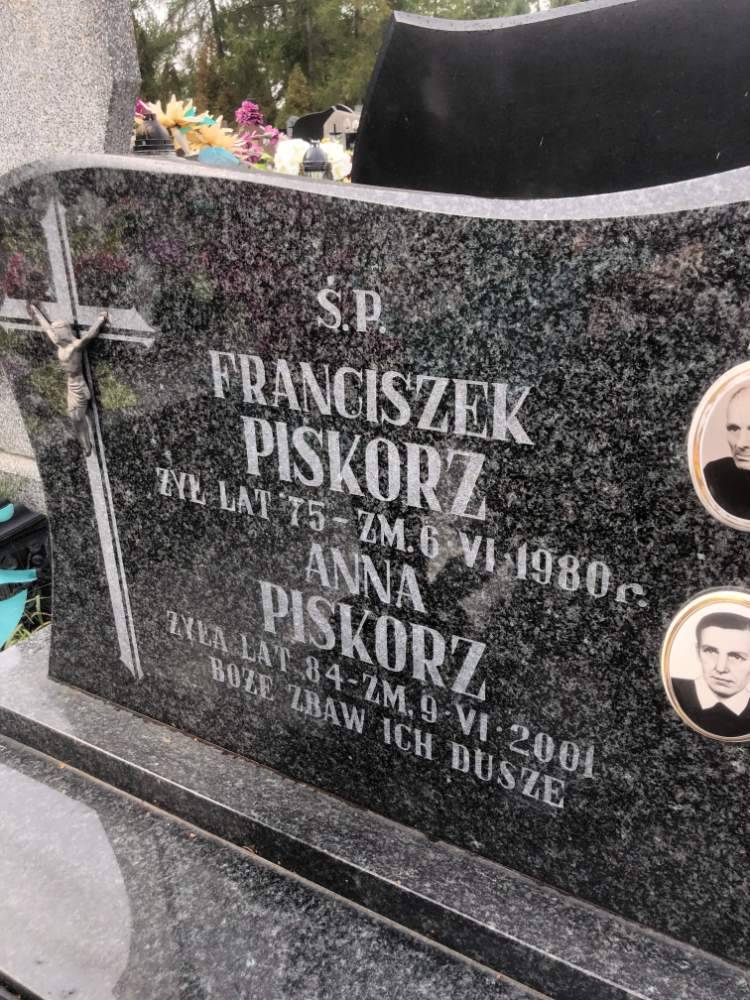 Ś.P.
FRANCISZEK
PISKORZ
ŻYŁ LAT 75 - ZM. 6 VI 1980 r.
ANNA
PISKORZ
ŻYŁA LAT 84 - ZM. 9 · VI · 2001
BOŻE ZBAW ICH DUSZE